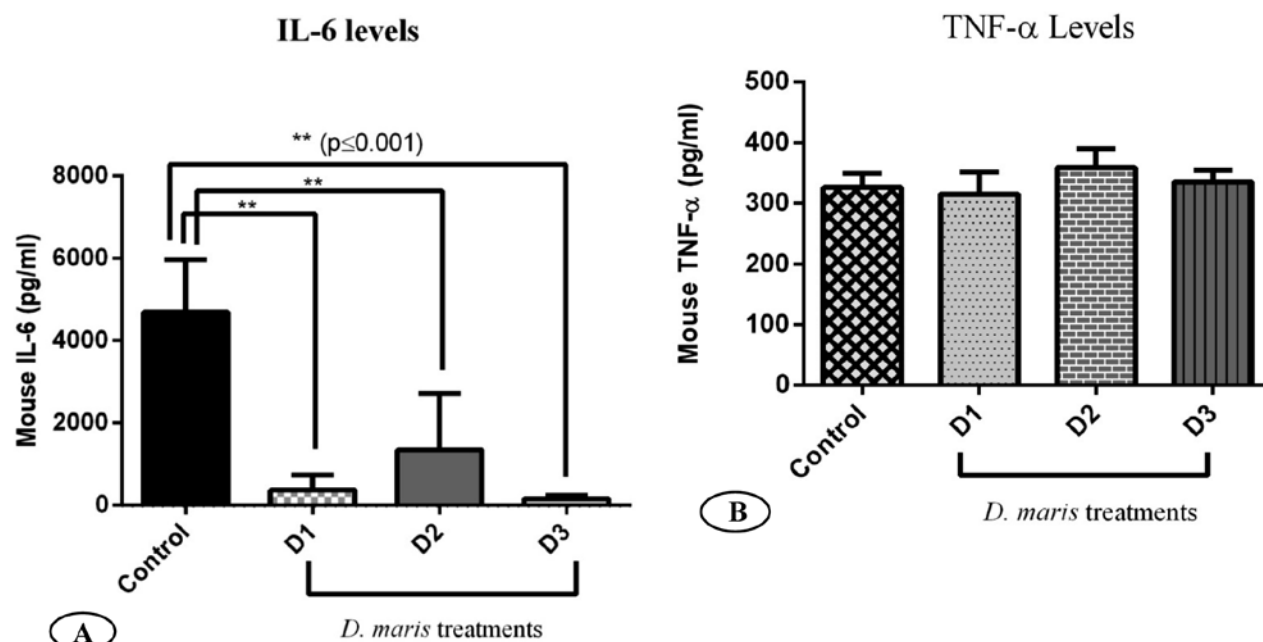 IL-6 levels
** (p≤0.001)
**
**
8000
6000
4000
2000
0
Mouse IL-6 (pg/ml)
Control
D1
D2
D3
D. maris treatments
A
TNF-α Levels
500
400
300
200
100
0
Mouse TNF-α (pg/ml)
Control
D1
D2
D3
D. maris treatments
B